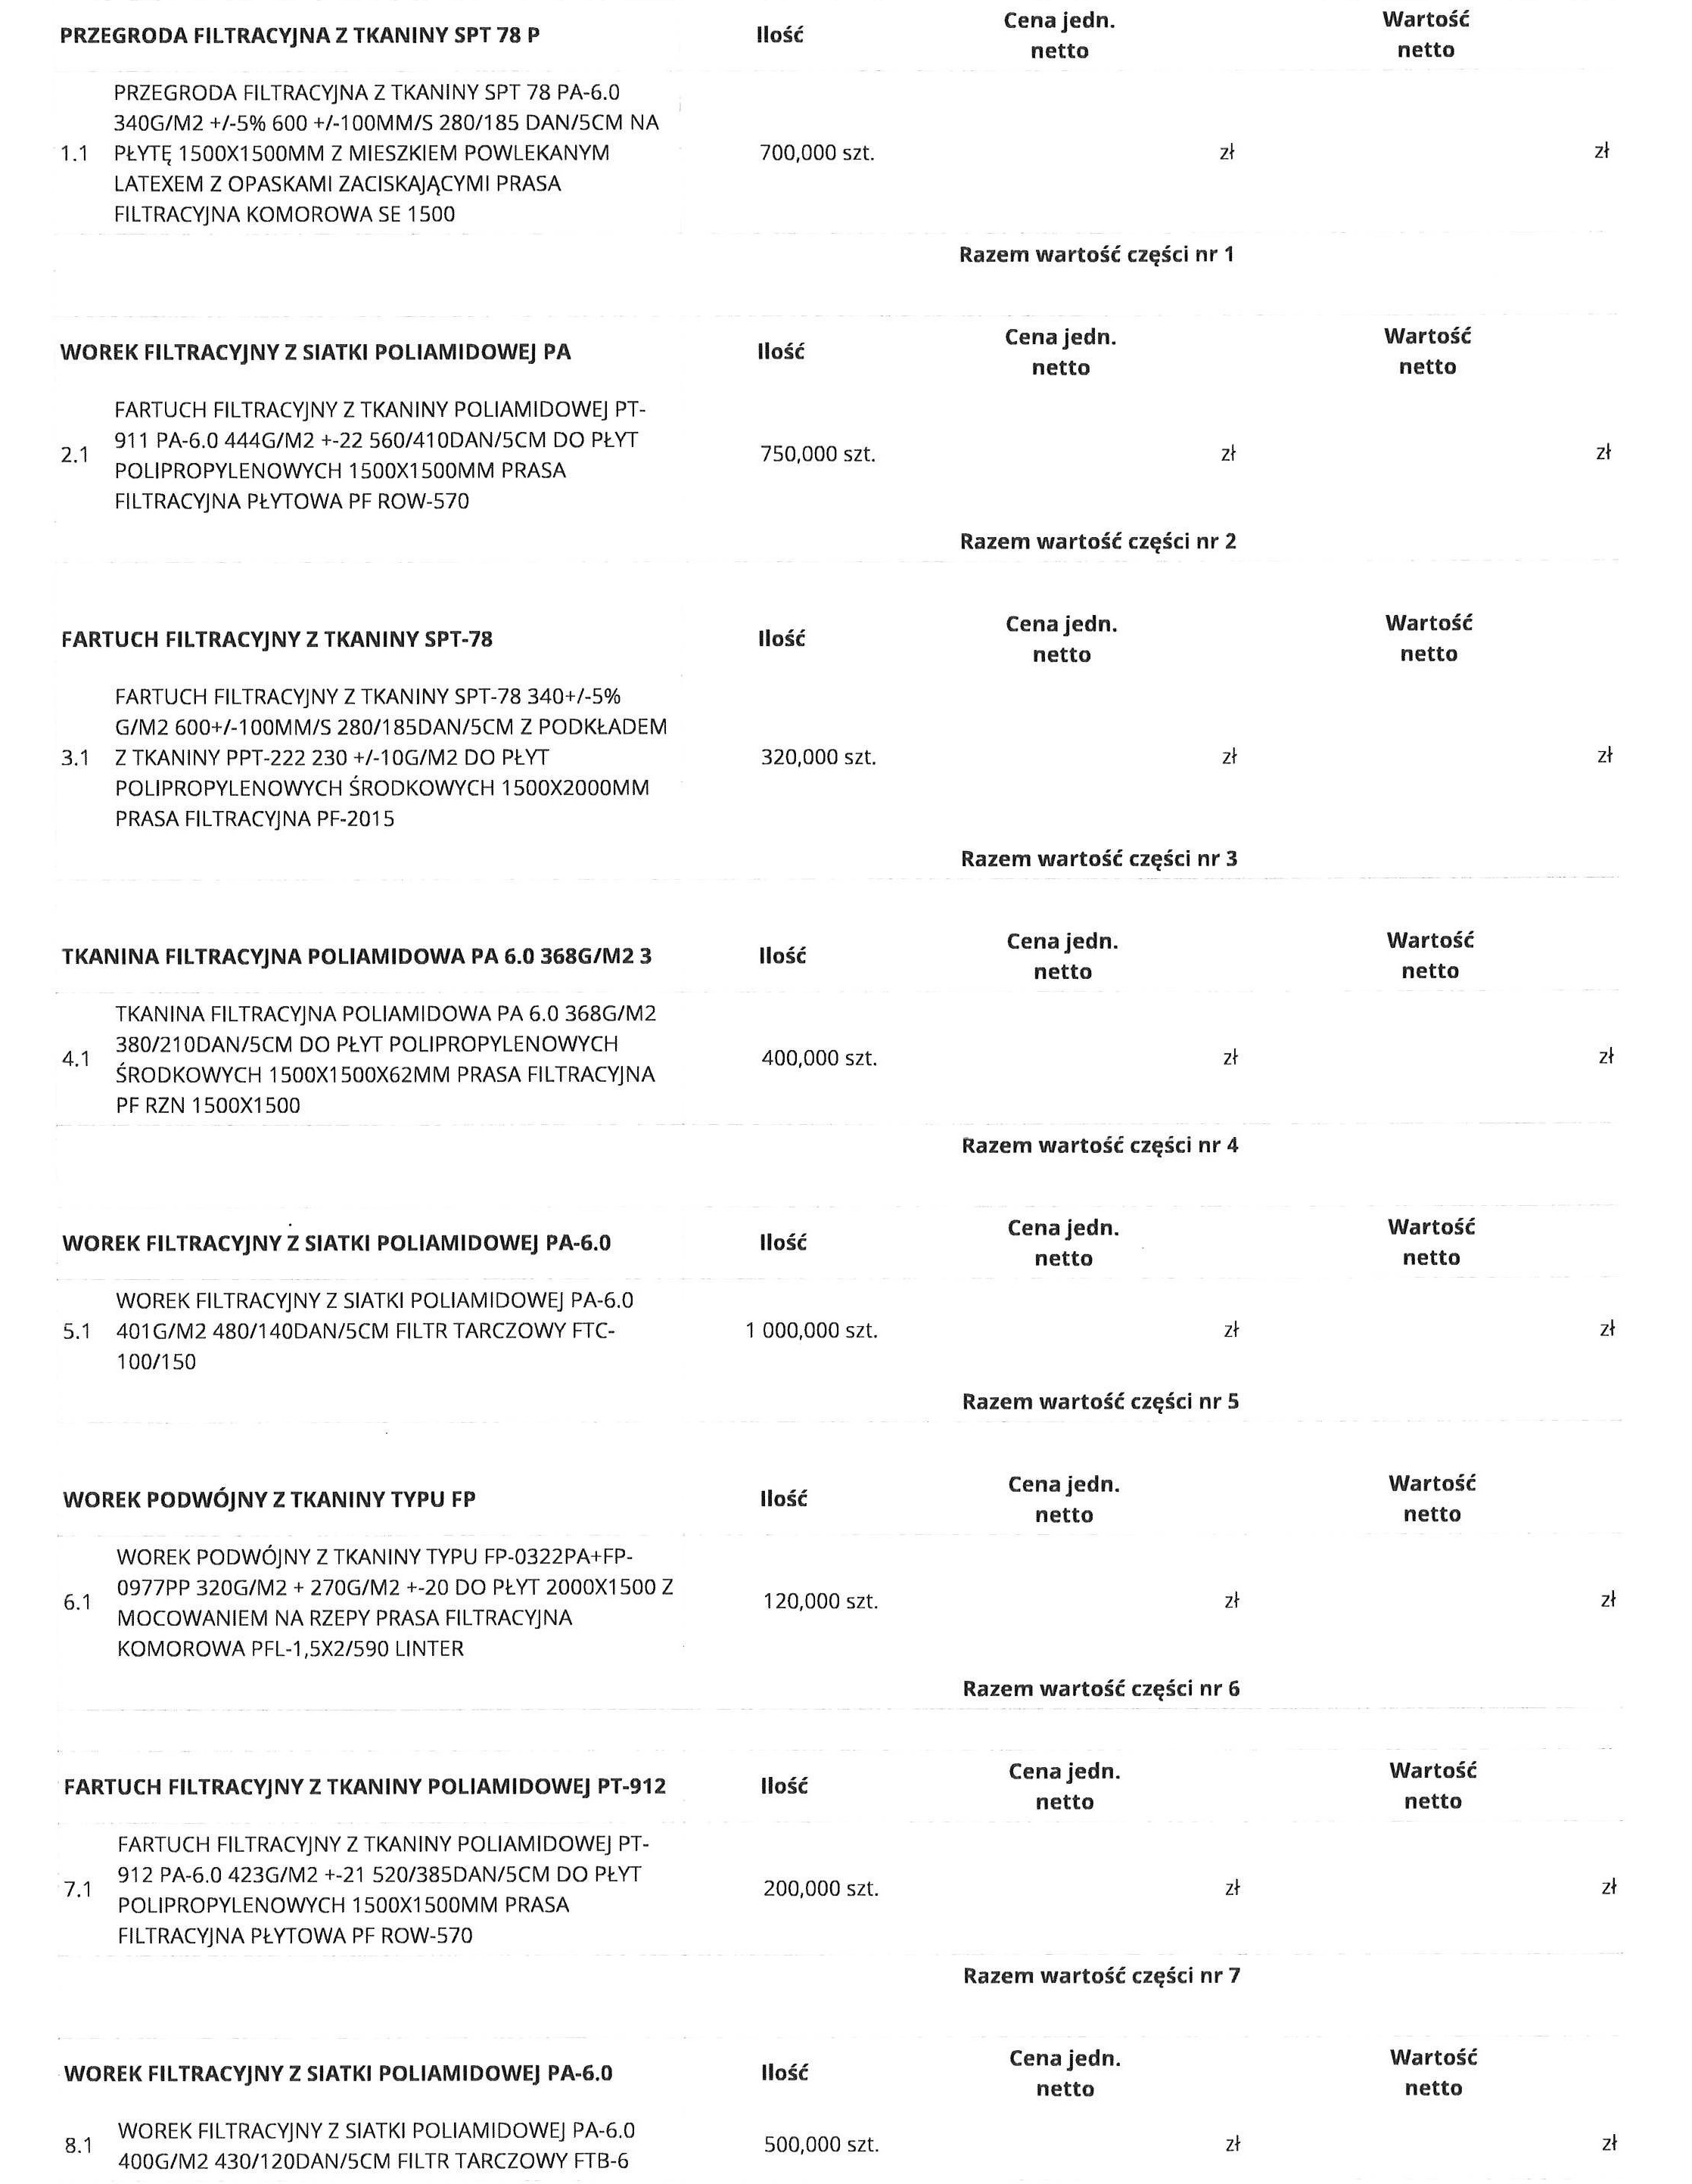 PRZEGRODA FILTRACYJNA Z TKANINY SPT 78 P Ilość Cena jedn. netto Wartość netto
PRZEGRODA FILTRACYJNA Z TKANINY SPT 78 PA-6.0
340G/M2 +/-5% 600 +/-100MM/S 280/185 DAN/5CM NA
1.1 PŁYTĘ 1500X1500MM Z MIESZKIEM POWLEKANYM 700,000 szt. zł zł
LATEXEM Z OPASKAMI ZACISKAJĄCYMI PRASA
FILTRACYJNA KOMOROWA SE 1500
Razem wartość części nr 1
WOREK FILTRACYJNY Z SIATKI POLIAMIDOWEJ PA Ilość Cena jedn. netto Wartość netto
FARTUCH FILTRACYJNY Z TKANINY POLIAMIDOWEJ PT-
2.1 911 PA-6.0 444G/M2 +-22 560/410DAN/5CM DO PŁYT 750,000 szt. zł zł
POLIPROPYLENOWYCH 1500X1500MM PRASA
FILTRACYJNA PŁYTOWA PF ROW-570
Razem wartość części nr 2
FARTUCH FILTRACYJNY Z TKANINY SPT-78 Ilość Cena jedn. netto Wartość netto
FARTUCH FILTRACYJNY Z TKANINY SPT-78 340+/-5%
G/M2 600+/-100MM/S 280/185DAN/5CM Z PODKŁADEM
3.1 Z TKANINY PPT-222 230 +/-10G/M2 DO PŁYT 320,000 szt. zł zł
POLIPROPYLENOWYCH ŚRODKOWYCH 1500X2000MM
PRASA FILTRACYJNA PF-2015
Razem wartość części nr 3
TKANINA FILTRACYJNA POLIAMIDOWA PA 6.0 368G/M2 3 Ilość Cena jedn. netto Wartość netto
TKANINA FILTRACYJNA POLIAMIDOWA PA 6.0 368G/M2
4.1 380/210DAN/5CM DO PŁYT POLIPROPYLENOWYCH 400,000 szt. zł zł
ŚRODKOWYCH 1500X1500X62MM PRASA FILTRACYJNA
PF RZN 1500X1500
Razem wartość części nr 4
WOREK FILTRACYJNY Z SIATKI POLIAMIDOWEJ PA-6.0 Ilość Cena jedn. netto Wartość netto
WOREK FILTRACYJNY Z SIATKI POLIAMIDOWEJ PA-6.0
5.1 401G/M2 480/140DAN/5CM FILTR TARCZOWY FTC- 1 000,000 szt. zł zł
100/150
Razem wartość części nr 5
WOREK PODWÓJNY Z TKANINY TYPU FP Ilość Cena jedn. netto Wartość netto
WOREK PODWÓJNY Z TKANINY TYPU FP-0322PA+FP-
6.1 0977PP 320G/M2 + 270G/M2 +-20 DO PŁYT 2000X1500 Z 120,000 szt. zł zł
MOCOWANIEM NA RZEPY PRASA FILTRACYJNA
KOMOROWA PFL-1,5X2/590 LINTER
Razem wartość części nr 6
FARTUCH FILTRACYJNY Z TKANINY POLIAMIDOWEJ PT-912 Ilość Cena jedn. netto Wartość netto
FARTUCH FILTRACYJNY Z TKANINY POLIAMIDOWEJ PT-
7.1 912 PA-6.0 423G/M2 +-21 520/385DAN/5CM DO PŁYT 200,000 szt. zł zł
POLIPROPYLENOWYCH 1500X1500MM PRASA
FILTRACYJNA PŁYTOWA PF ROW-570
Razem wartość części nr 7
WOREK FILTRACYJNY Z SIATKI POLIAMIDOWEJ PA-6.0 Ilość Cena jedn. netto Wartość netto
WOREK FILTRACYJNY Z SIATKI POLIAMIDOWEJ PA-6.0
8.1 400G/M2 430/120DAN/5CM FILTR TARCZOWY FTB-6 500,000 szt. zł zł